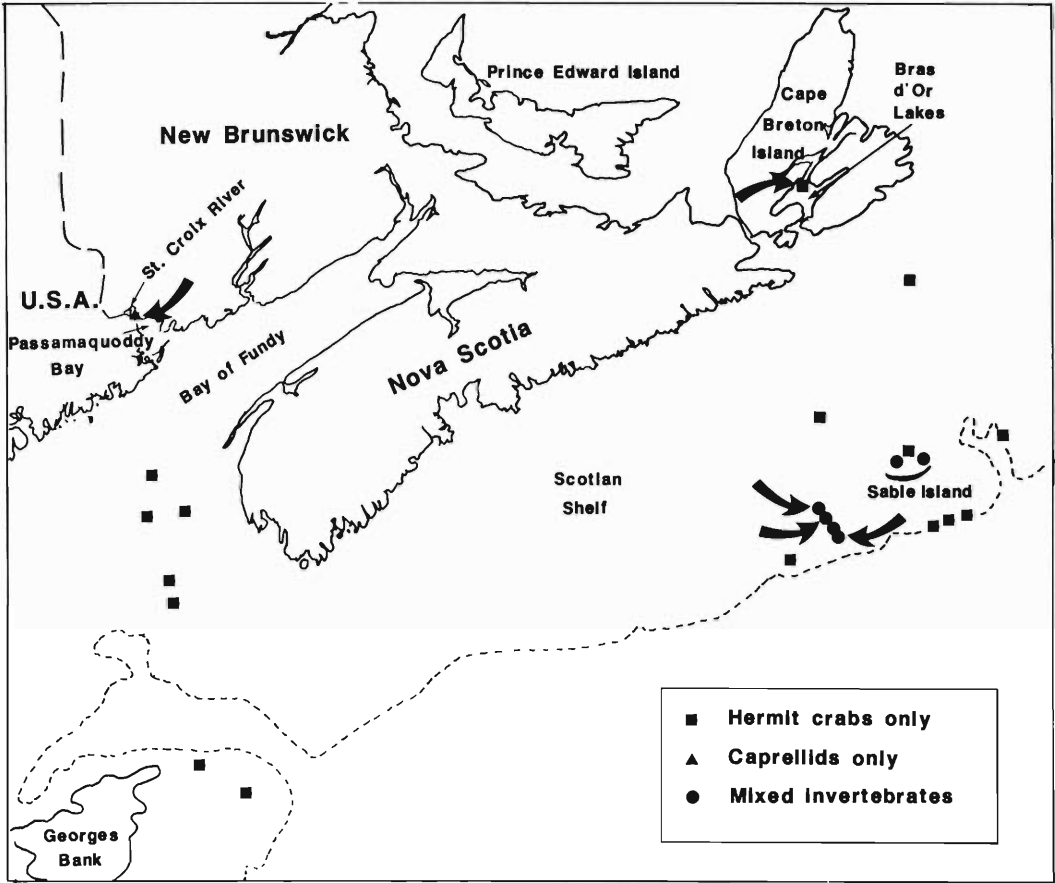 Prince Edward Island
Bras
d'Or
Lakes
Cape
Breton
Island
New Brunswick
St. Croix River
U.S.A.
Passamaquoddy
Bay
Bay of Fundy
Nova Scotia
Scotian
Shelf
Sable Island
Georges
Bank
Hermit crabs only
Caprellids only
Mixed invertebrates